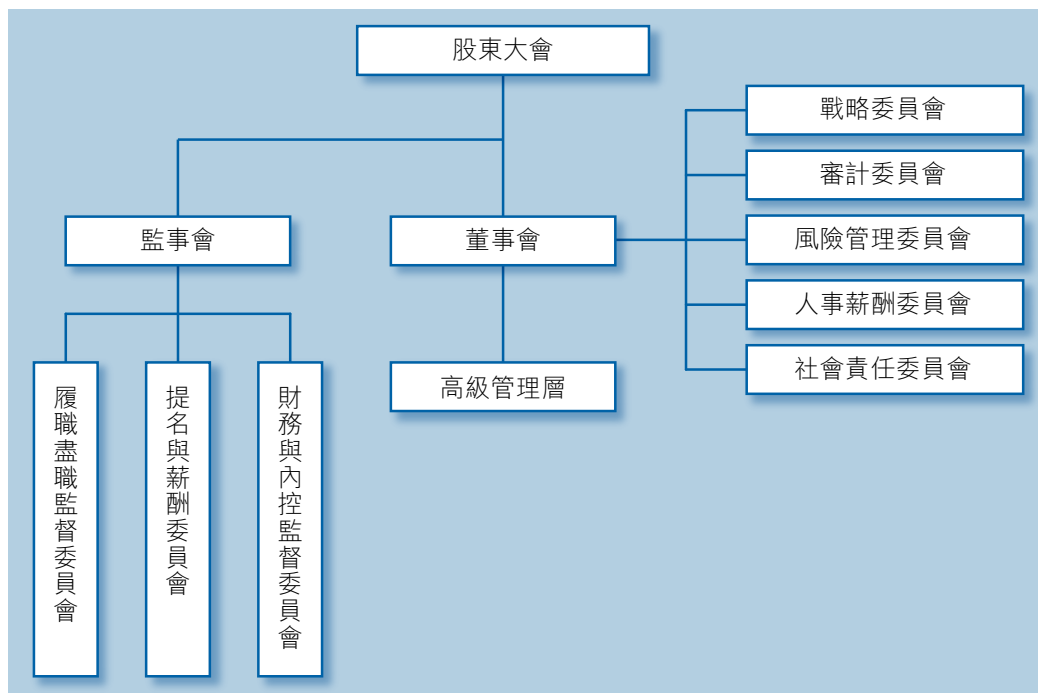 股東大會
戰略委員會
審計委員會
監事會
董事會
風險管理委員會
人事薪酬委員會
高級管理層
社會責任委員會
履職盡職監督委員會
提名與薪酬委員會
財務與內控監督委員會